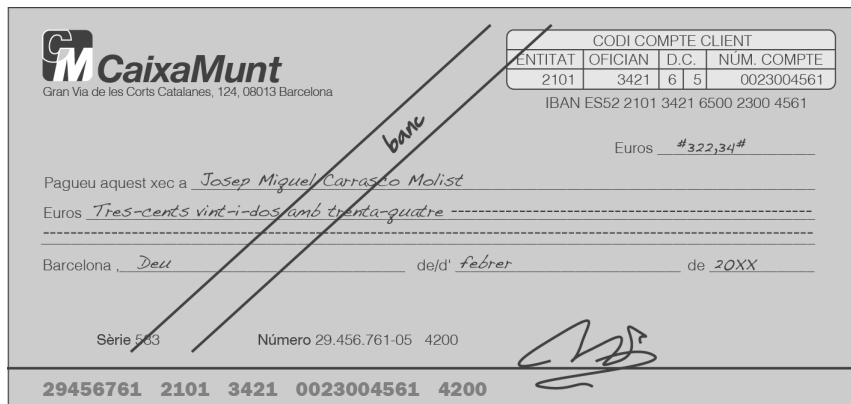 CM CaixaMunt
Gran Via de les Corts Catalanes, 124, 08013 Barcelona
CODI COMPTE CLIENT
ENTITAT OFICIAN D.C. NÚM. COMPTE
2101 3421 6 5 0023004561
IBAN ES52 2101 3421 6500 2300 4561
banc
Euros #322,34#
Pagueu aquest xec a Josep Miquel Carrasco Molist
Euros Tres-cents vint-i-dos amb trenta-quatre
Barcelona, Deu de/d' febrer de 20XX
Sèrie 583 Número 29.456.761-05 4200
29456761 2101 3421 0023004561 4200